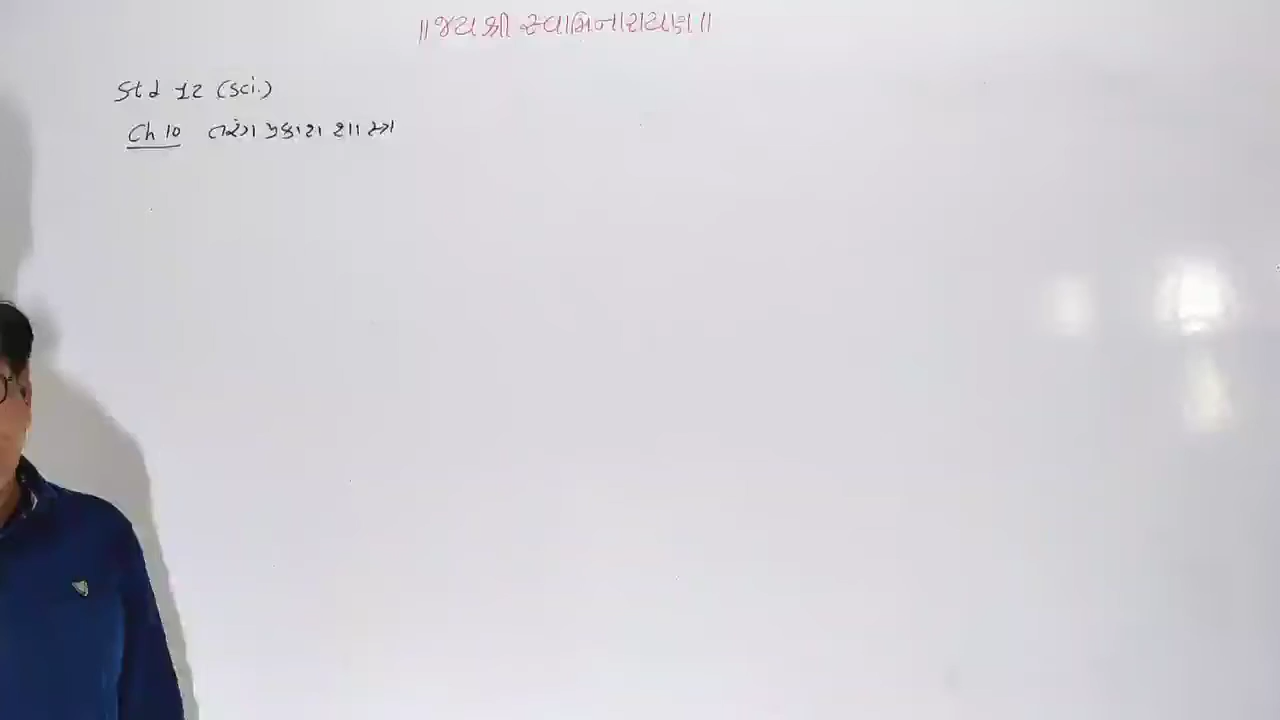 ॥ જય શ્રી સ્વામિનારાયણ ॥
Std 12 (Sci.)
Ch 10 તરંગ પ્રકાશ શાસ્ત્ર